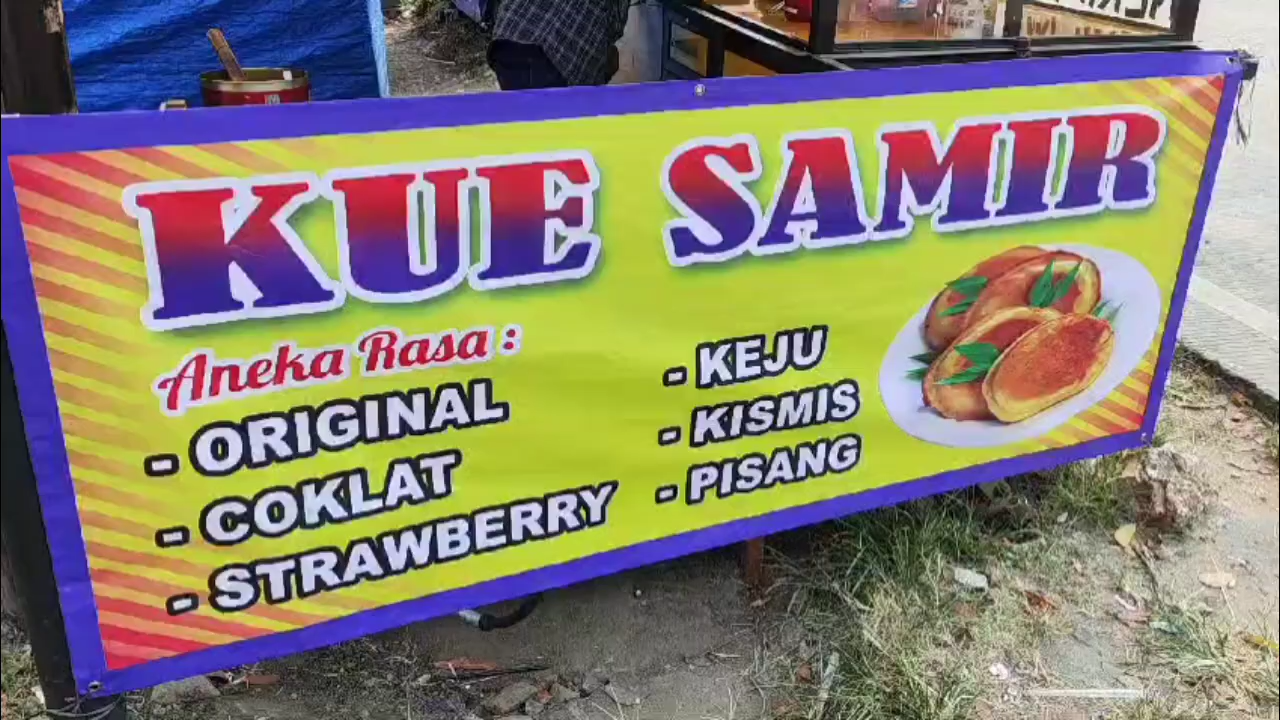 KUE SAMIR
Aneka Rasa :
- ORIGINAL
- COKLAT
- STRAWBERRY
- KEJU
- KISMIS
- PISANG